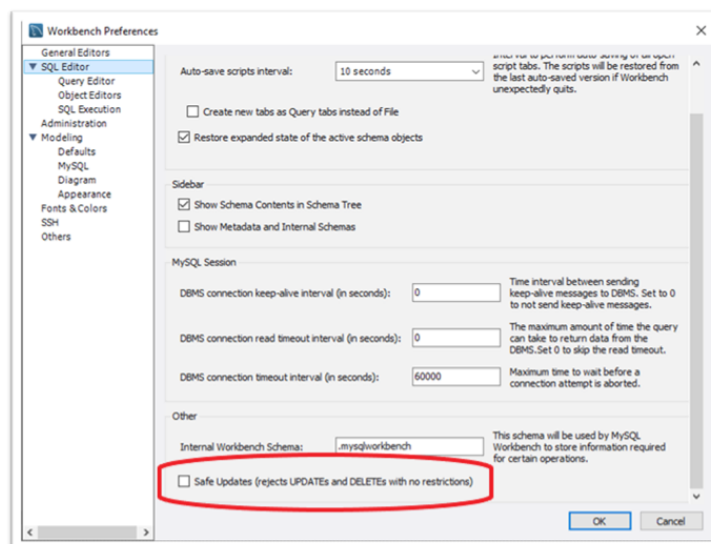 Workbench Preferences
General Editors
SQL Editor
Query Editor
Object Editors
SQL Execution
Administration
Modeling
Defaults
MySQL
Diagram
Appearance
Fonts & Colors
SSH
Others
Auto-save scripts interval:
10 seconds
Interval to perform auto-saving of all open
script tabs. The scripts will be restored from
the last auto-saved version if Workbench
unexpectedly quits.
Create new tabs as Query tabs instead of File
Restore expanded state of the active schema objects
Sidebar
Show Schema Contents in Schema Tree
Show Metadata and Internal Schemas
MySQL Session
DBMS connection keep-alive interval (in seconds):
0
Time interval between sending
keep-alive messages to DBMS. Set to 0
to not send keep-alive messages.
DBMS connection read timeout interval (in seconds):
0
The maximum amount of time the query
can take to return data from the
DBMS.Set 0 to skip the read timeout.
DBMS connection timeout interval (in seconds):
60000
Maximum time to wait before a
connection attempt is aborted.
Other
Internal Workbench Schema:
.mysqlworkbench
This schema will be used by MySQL
Workbench to store information required
for certain operations.
Safe Updates (rejects UPDATEs and DELETEs with no restrictions)
OK
Cancel